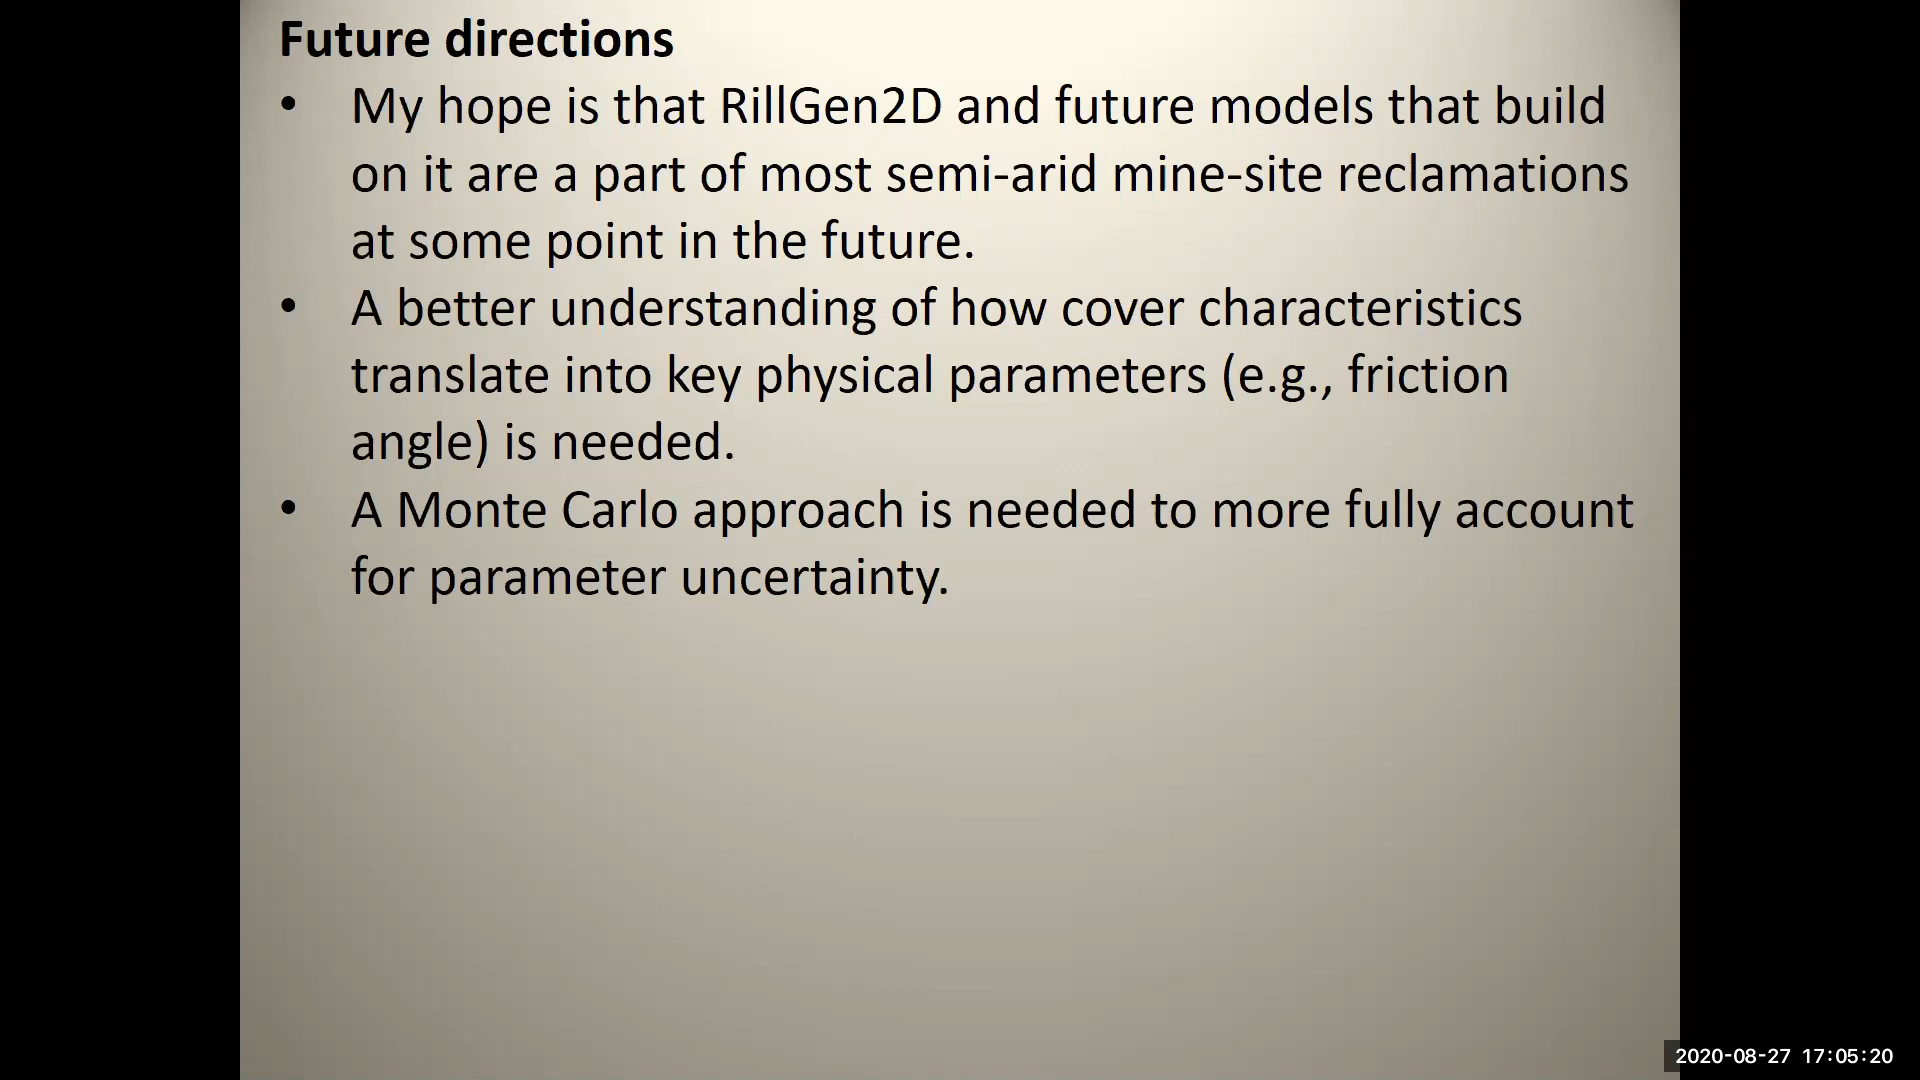 Future directions
• My hope is that RillGen2D and future models that build
on it are a part of most semi-arid mine-site reclamations
at some point in the future.
• A better understanding of how cover characteristics
translate into key physical parameters (e.g., friction
angle) is needed.
• A Monte Carlo approach is needed to more fully account
for parameter uncertainty.
2020-08-27 17:05:20